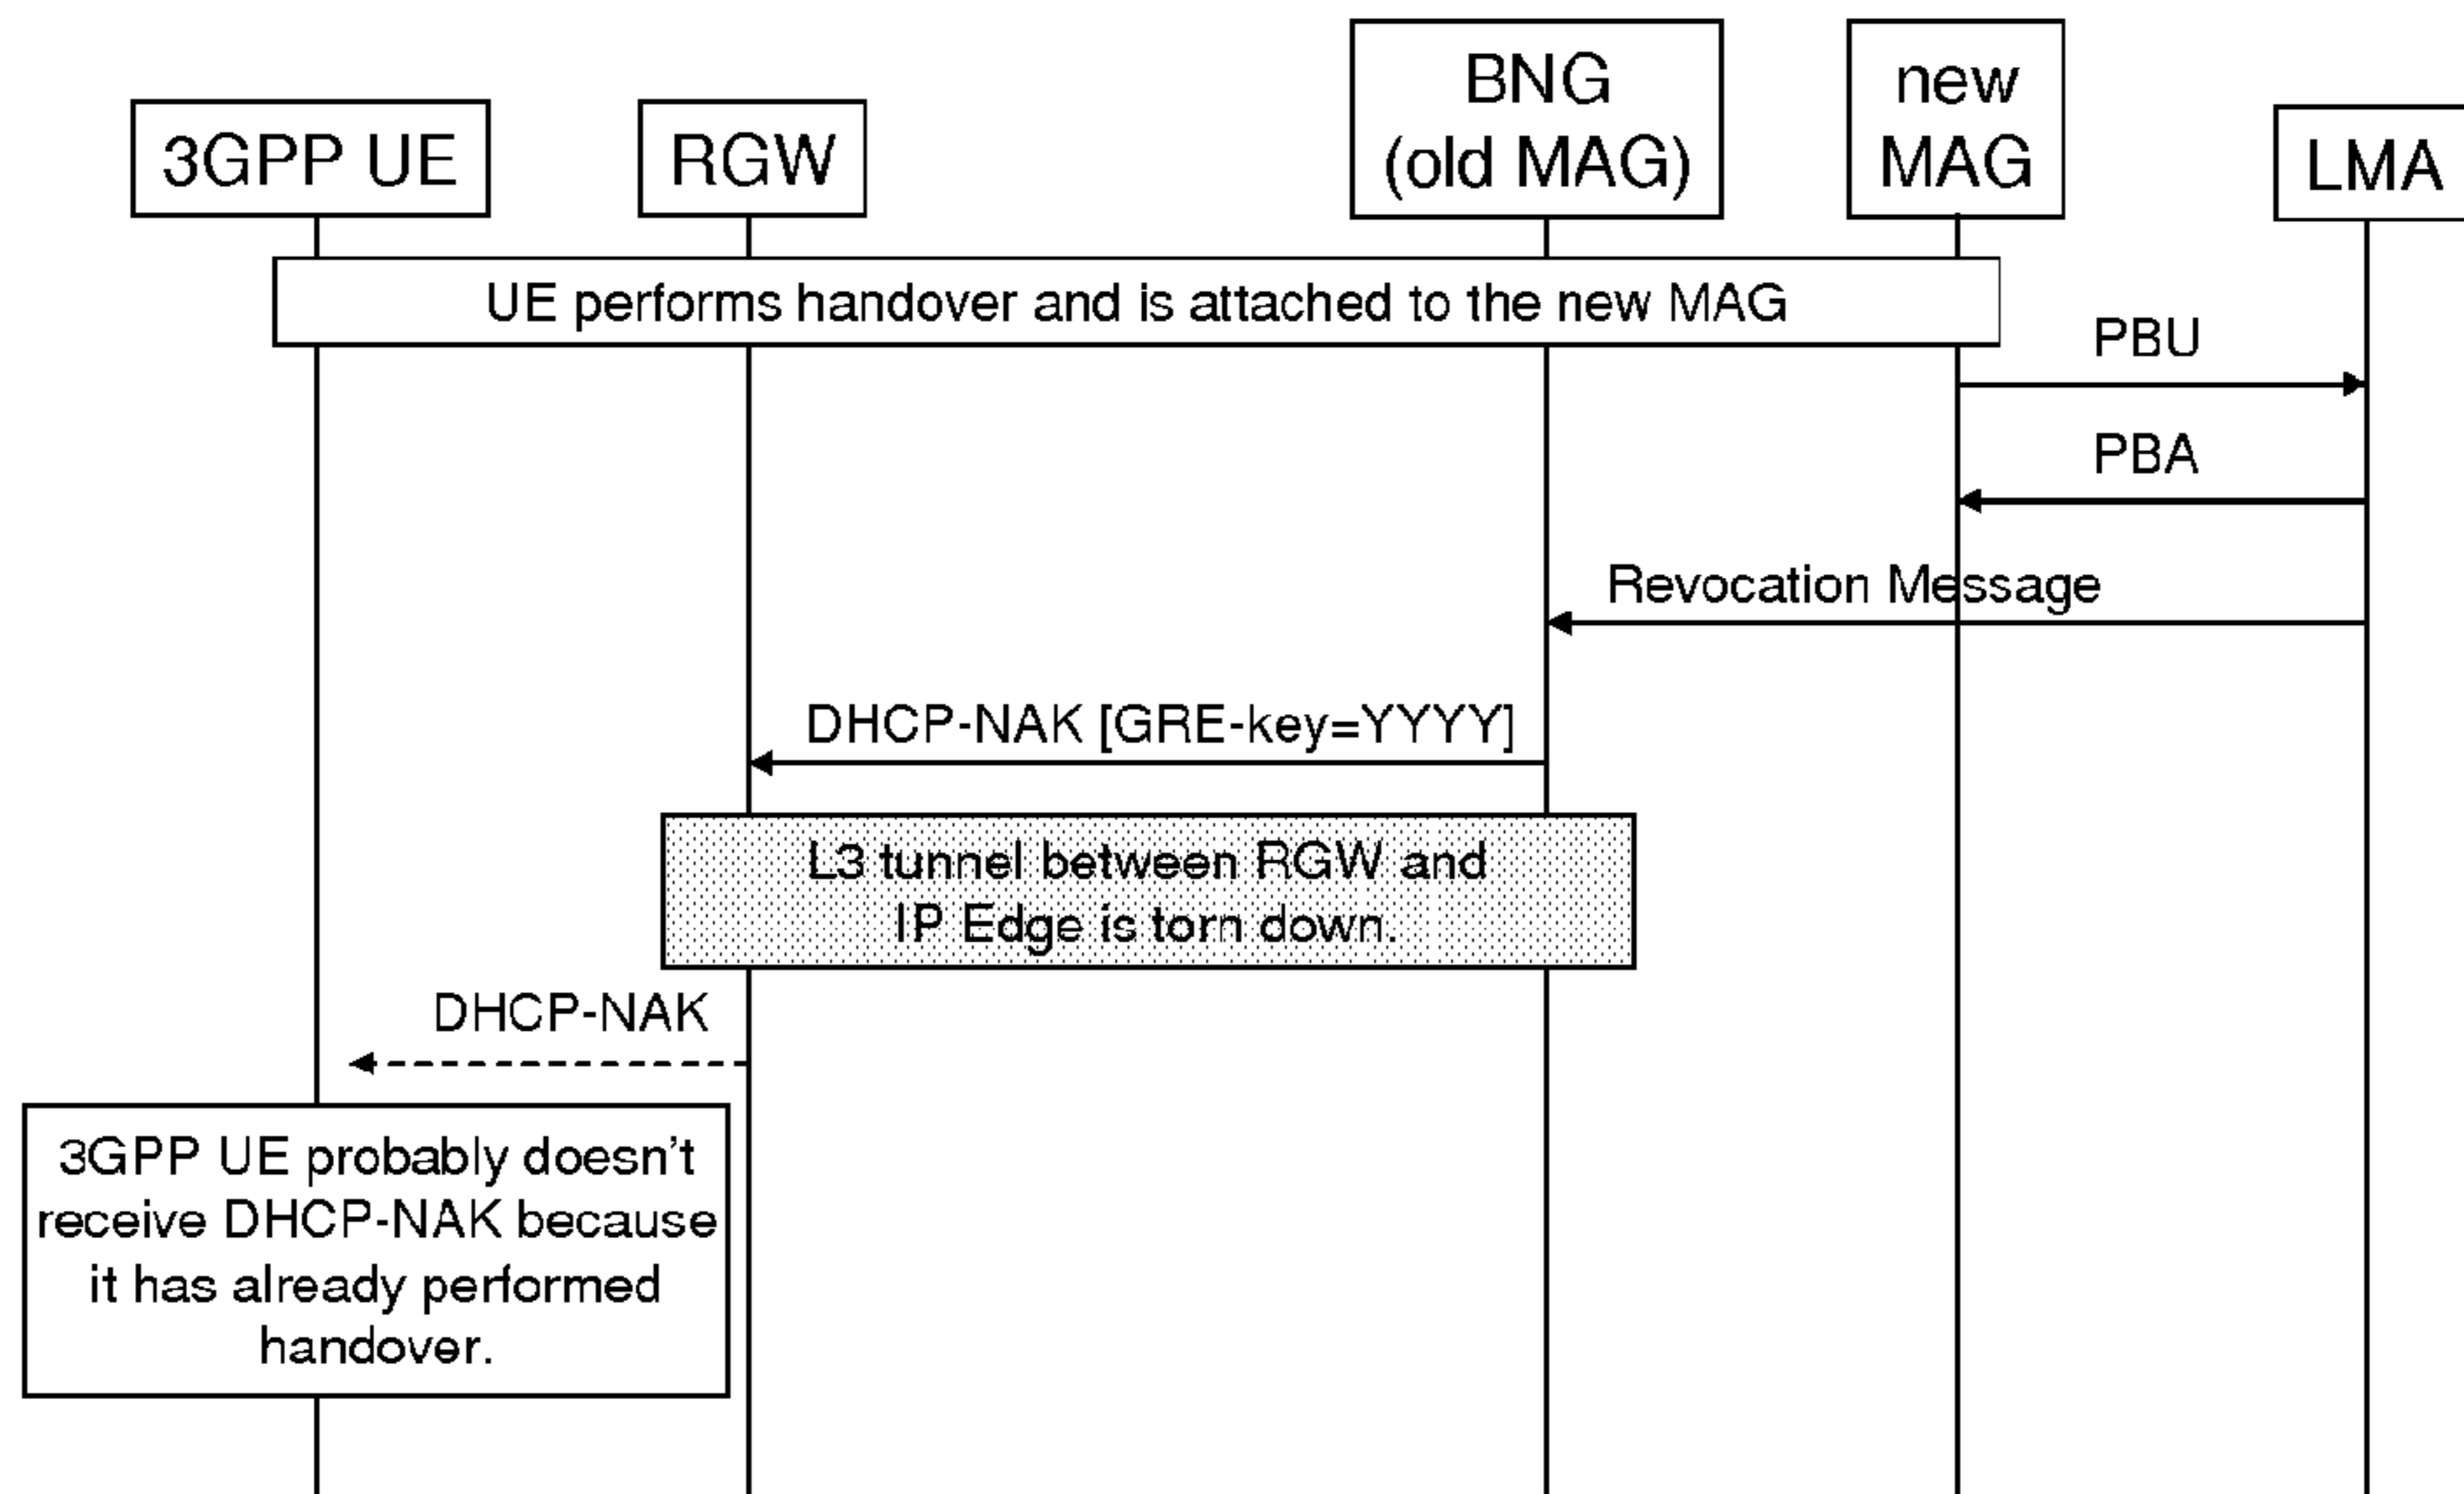 3GPP UE
RGW
BNG
(old MAG)
new
MAG
LMA
UE performs handover and is attached to the new MAG
PBU
PBA
Revocation Message
DHCP-NAK [GRE-key=YYYY]
L3 tunnel between RGW and
IP Edge is torn down.
DHCP-NAK
3GPP UE probably doesn't
receive DHCP-NAK because
it has already performed
handover.